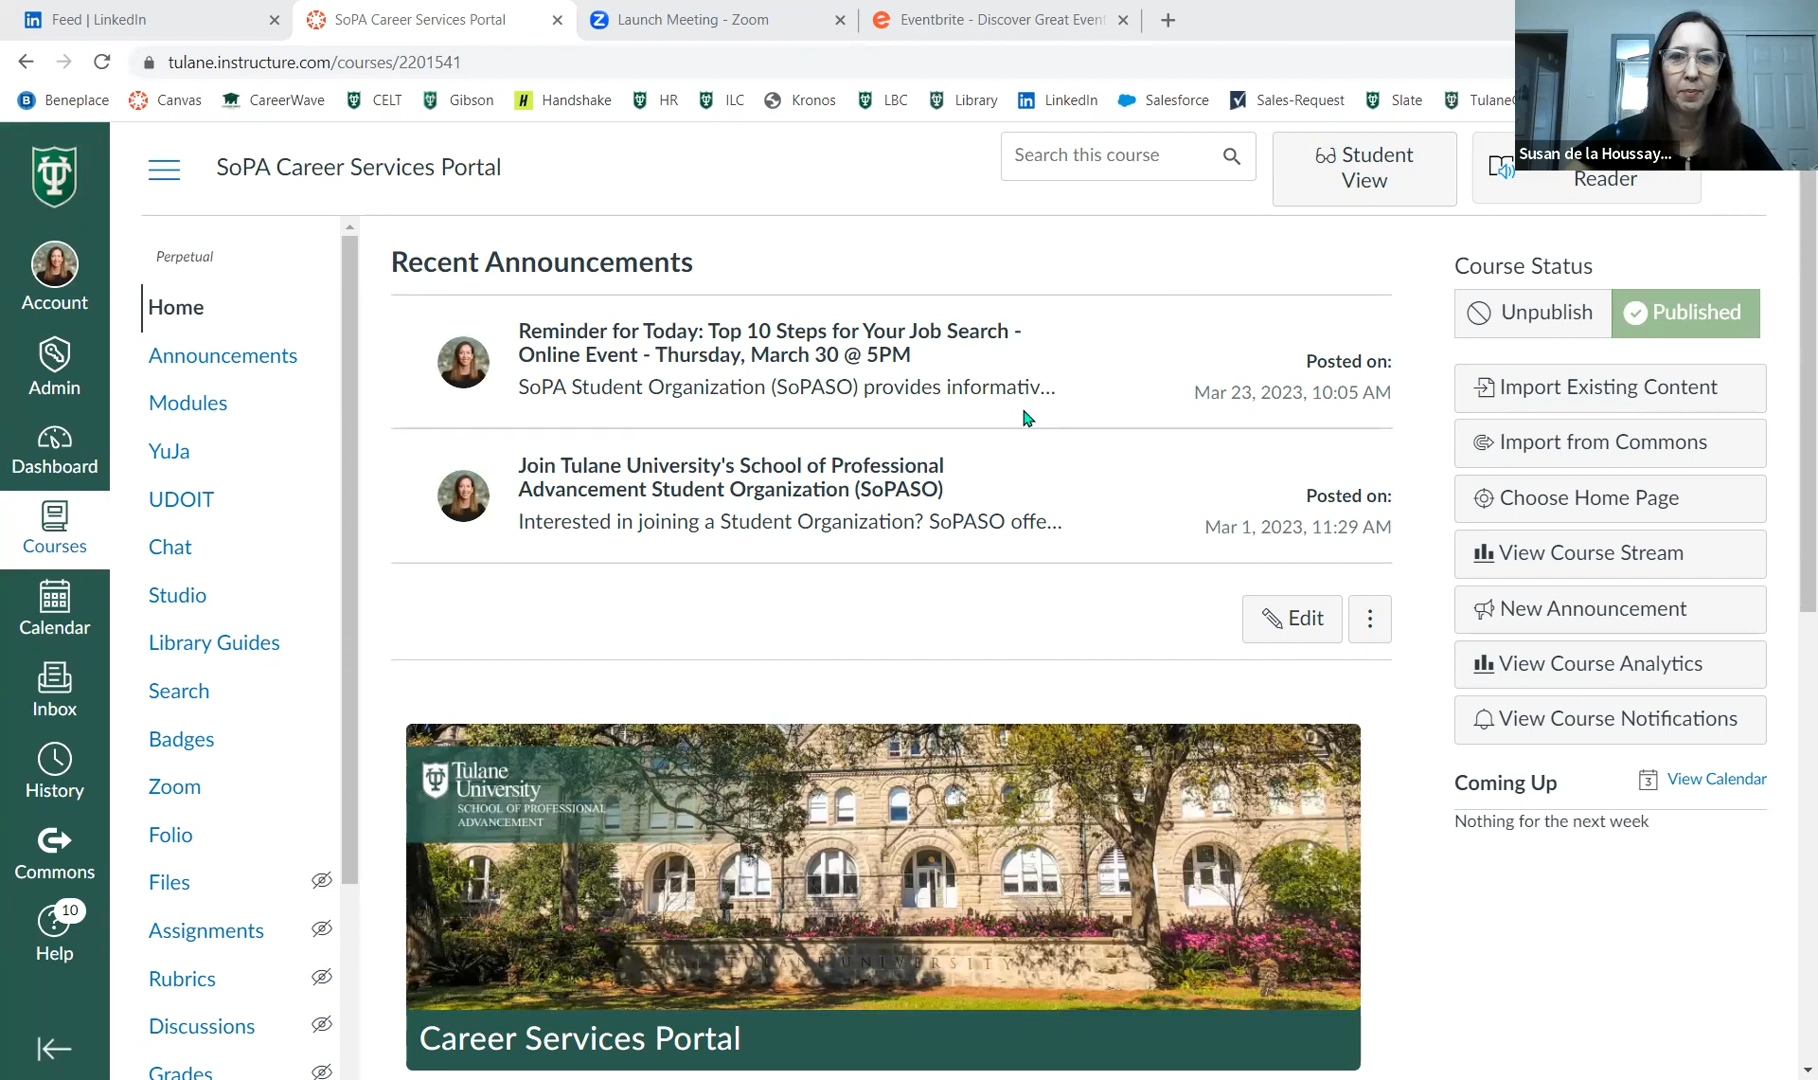 Feed | LinkedIn
SoPA Career Services Portal
Launch Meeting - Zoom
Eventbrite - Discover Great Even
tulane.instructure.com/courses/2201541
Beneplace
Canvas
CareerWave
CELT
Gibson
Handshake
HR
ILC
Kronos
LBC
Library
LinkedIn
Salesforce
Sales-Request
Slate
Tulane
Susan de la Houssay...
SoPA Career Services Portal
Search this course
Student
View
Reader
Account
Admin
Dashboard
Courses
Calendar
Inbox
History
Commons
10
Help
Perpetual
Home
Announcements
Modules
YuJa
UDOIT
Chat
Studio
Library Guides
Search
Badges
Zoom
Folio
Files
Assignments
Rubrics
Discussions
Grades
Recent Announcements
Reminder for Today: Top 10 Steps for Your Job Search -
Online Event - Thursday, March 30 @ 5PM
SoPA Student Organization (SoPASO) provides informativ...
Posted on:
Mar 23, 2023, 10:05 AM
Join Tulane University's School of Professional
Advancement Student Organization (SoPASO)
Interested in joining a Student Organization? SoPASO offe...
Posted on:
Mar 1, 2023, 11:29 AM
Edit
Tulane
University
SCHOOL OF PROFESSIONAL
ADVANCEMENT
TULANE UNIVERSITY
Career Services Portal
Course Status
Unpublish
Published
Import Existing Content
Import from Commons
Choose Home Page
View Course Stream
New Announcement
View Course Analytics
View Course Notifications
Coming Up
3
View Calendar
Nothing for the next week